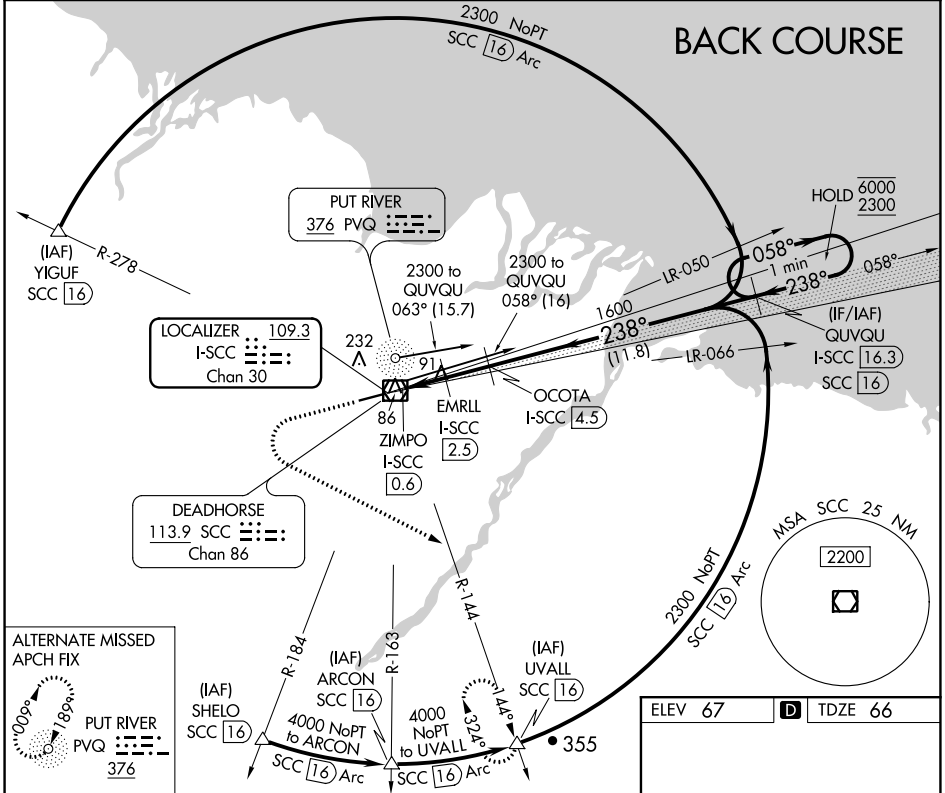 BACK COURSE
2300 NoPT
SCC 16 Arc
HOLD 6000
2300
PUT RIVER
376 PVQ
(IAF)
YIGUF
SCC 16
R-278
2300 to
QUVQU
063° (15.7)
2300 to
QUVQU
058° (16)
LR-050
058°
1 min
238°
058°
1600
238°
(11.8)
LR-066
(IF/IAF)
QUVQU
I-SCC 16.3
SCC 16
LOCALIZER 109.3
I-SCC
Chan 30
232
91
86
ZIMPO
I-SCC
0.6
EMRLL
I-SCC
2.5
OCOTA
I-SCC 4.5
DEADHORSE
113.9 SCC
Chan 86
MSA SCC 25 NM
2200
2300 NoPT
SCC 16 Arc
R-184
R-163
R-144
ALTERNATE MISSED
APCH FIX
009°
189°
PUT RIVER
PVQ
376
(IAF)
SHELO
SCC 16
4000 NoPT
to ARCON
SCC 16 Arc
(IAF)
ARCON
SCC 16
4000
NoPT
to UVALL
SCC 16 Arc
144°
324°
(IAF)
UVALL
SCC 16
355
ELEV 67 D TDZE 66